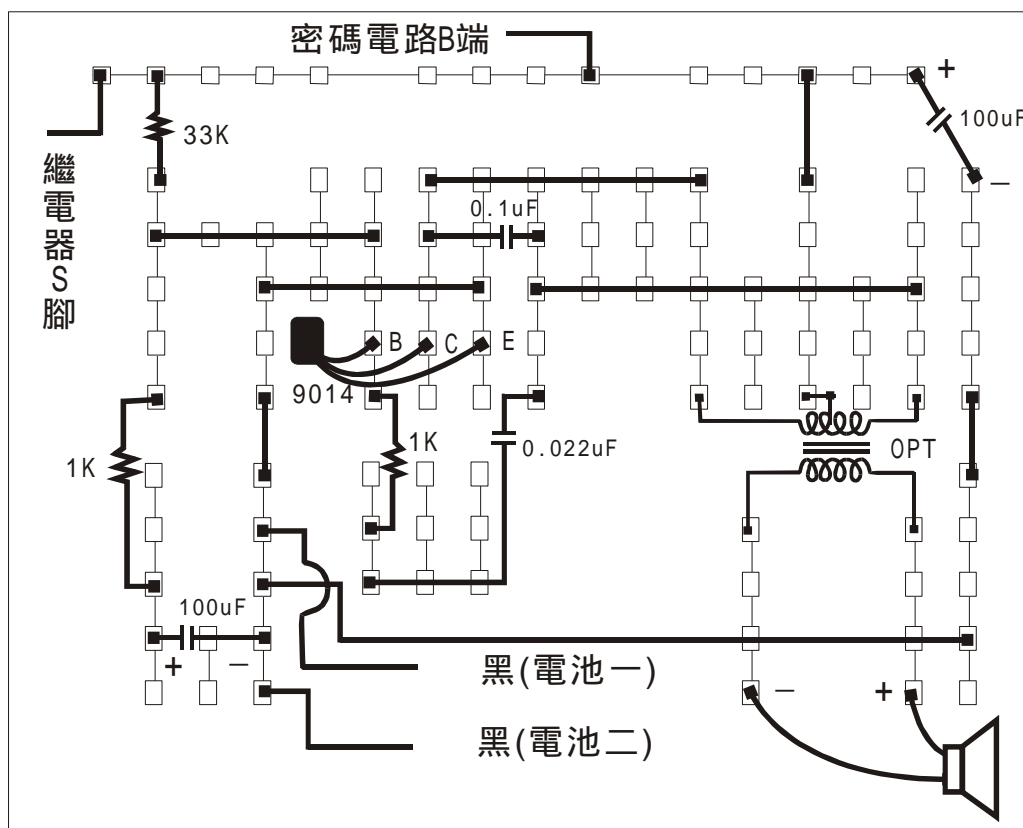 密碼電路B端
+
100uF
33K
繼電器S腳
−
0.1uF
B
C
E
9014
1K
1K
0.022uF
OPT
100uF
+
−
黑(電池一)
−
+
黑(電池二)